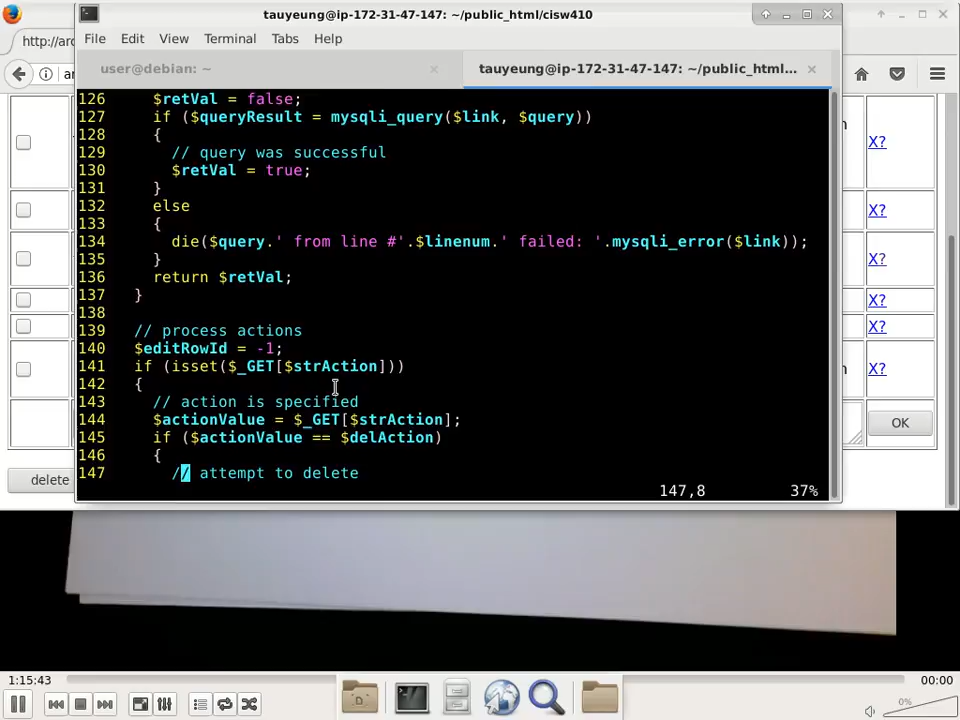 tauyeung@ip-172-31-47-147: ~/public_html/cisw410
File Edit View Terminal Tabs Help
http://arc
ar
user@debian: ~
tauyeung@ip-172-31-47-147: ~/public_html...
126 $retVal = false;
127 if ($queryResult = mysqli_query($link, $query))
128 {
129 // query was successful
130 $retVal = true;
131 }
132 else
133 {
134 die($query.' from line #'.$linenum.' failed: '.mysqli_error($link));
135 }
136 return $retVal;
137 }
138
139 // process actions
140 $editRowId = -1;
141 if (isset($_GET[$strAction]))
142 {
143 // action is specified
144 $actionValue = $_GET[$strAction];
145 if ($actionValue == $delAction)
146 {
147 // attempt to delete
147,8 37%
n X?
X?
X?
X?
X?
n X?
OK
delete
1:15:43
00:00
0%